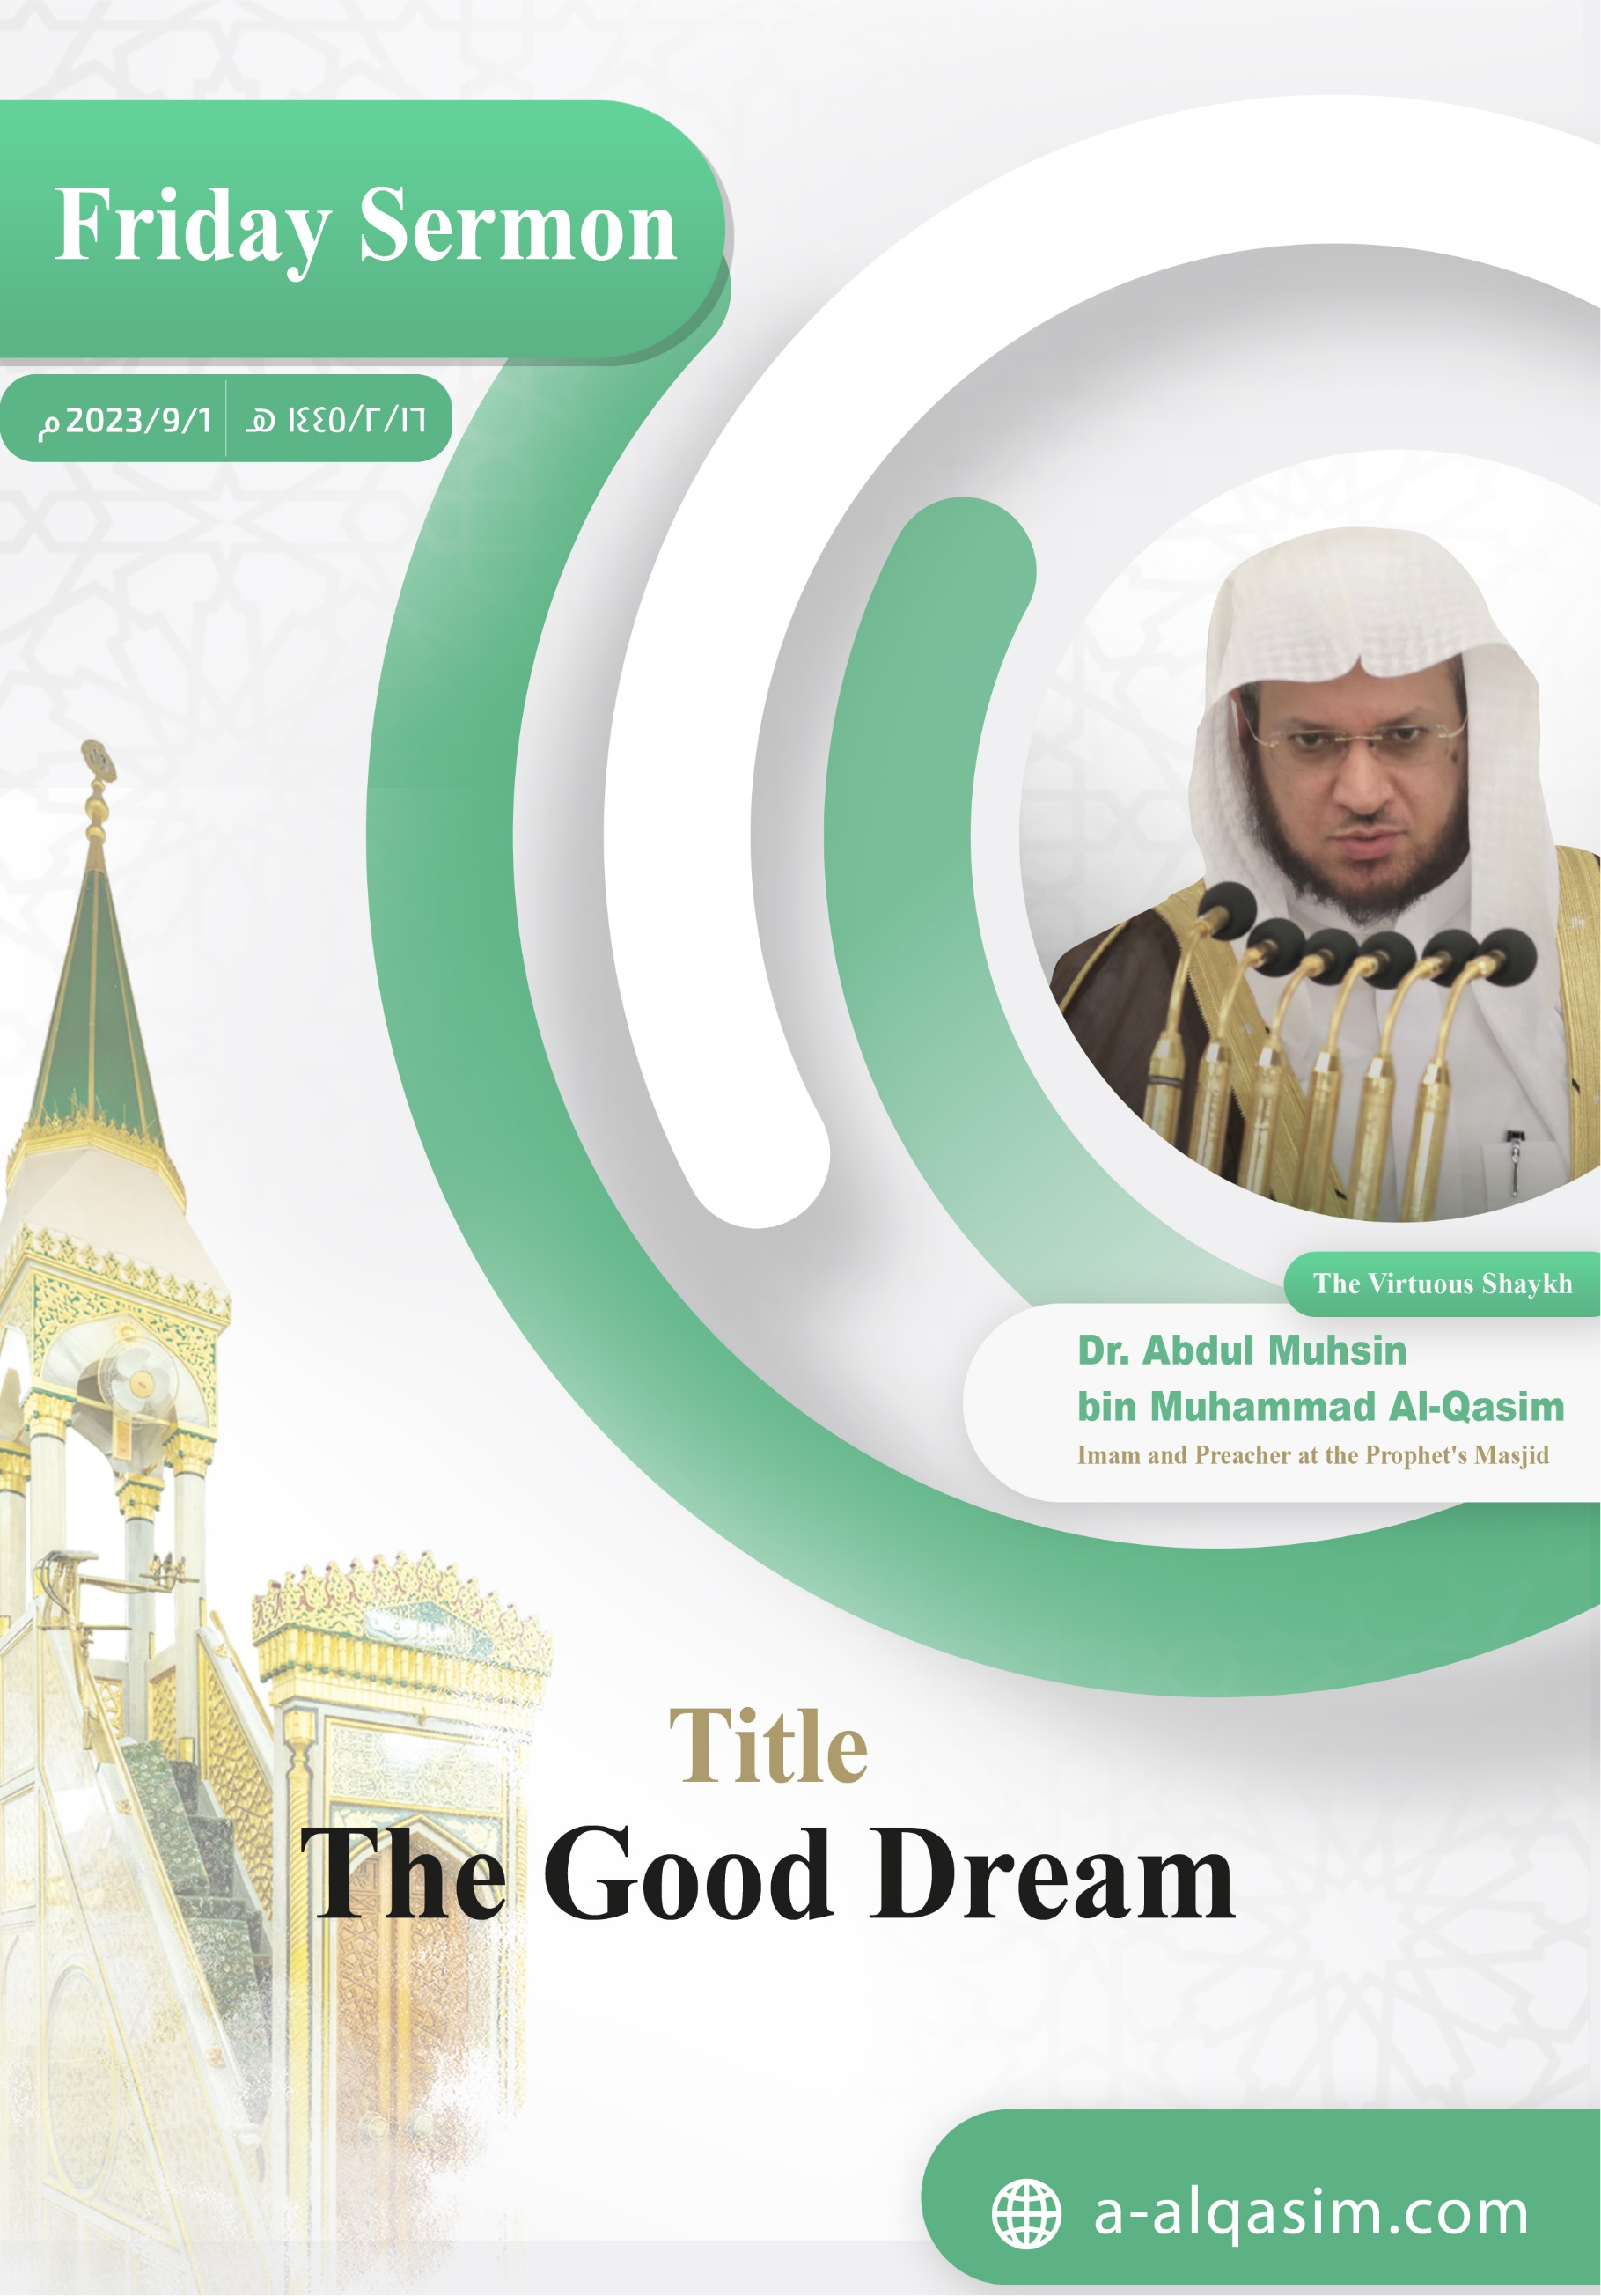 Friday Sermon
١٤٤٥/٢/١٦ هـ 2023/9/1 م
The Virtuous Shaykh
Dr. Abdul Muhsin
bin Muhammad Al-Qasim
Imam and Preacher at the Prophet's Masjid
Title
The Good Dream
a-alqasim.com